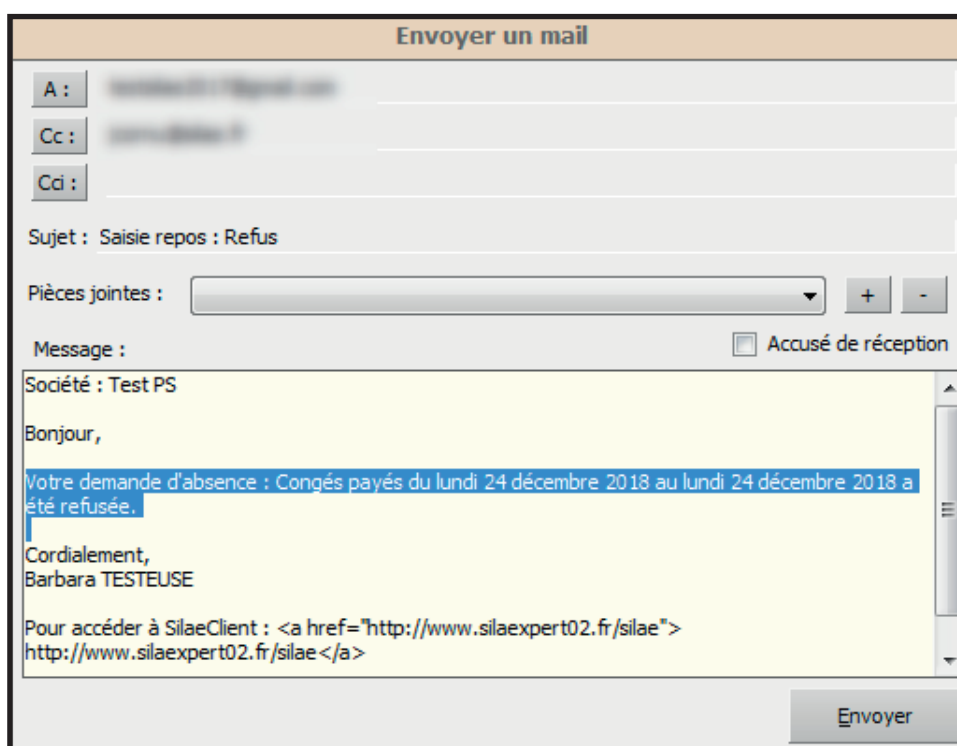 Envoyer un mail
A :
Cc :
Cci :
Sujet : Saisie repos : Refus
Pièces jointes :
+ -
Message :
Accusé de réception
Société : Test PS
Bonjour,
Votre demande d'absence : Congés payés du lundi 24 décembre 2018 au lundi 24 décembre 2018 a
été refusée.
Cordialement,
Barbara TESTEUSE
Pour accéder à SilaeClient : <a href="http://www.silaexpert02.fr/silae">
http://www.silaexpert02.fr/silae</a>
Envoyer